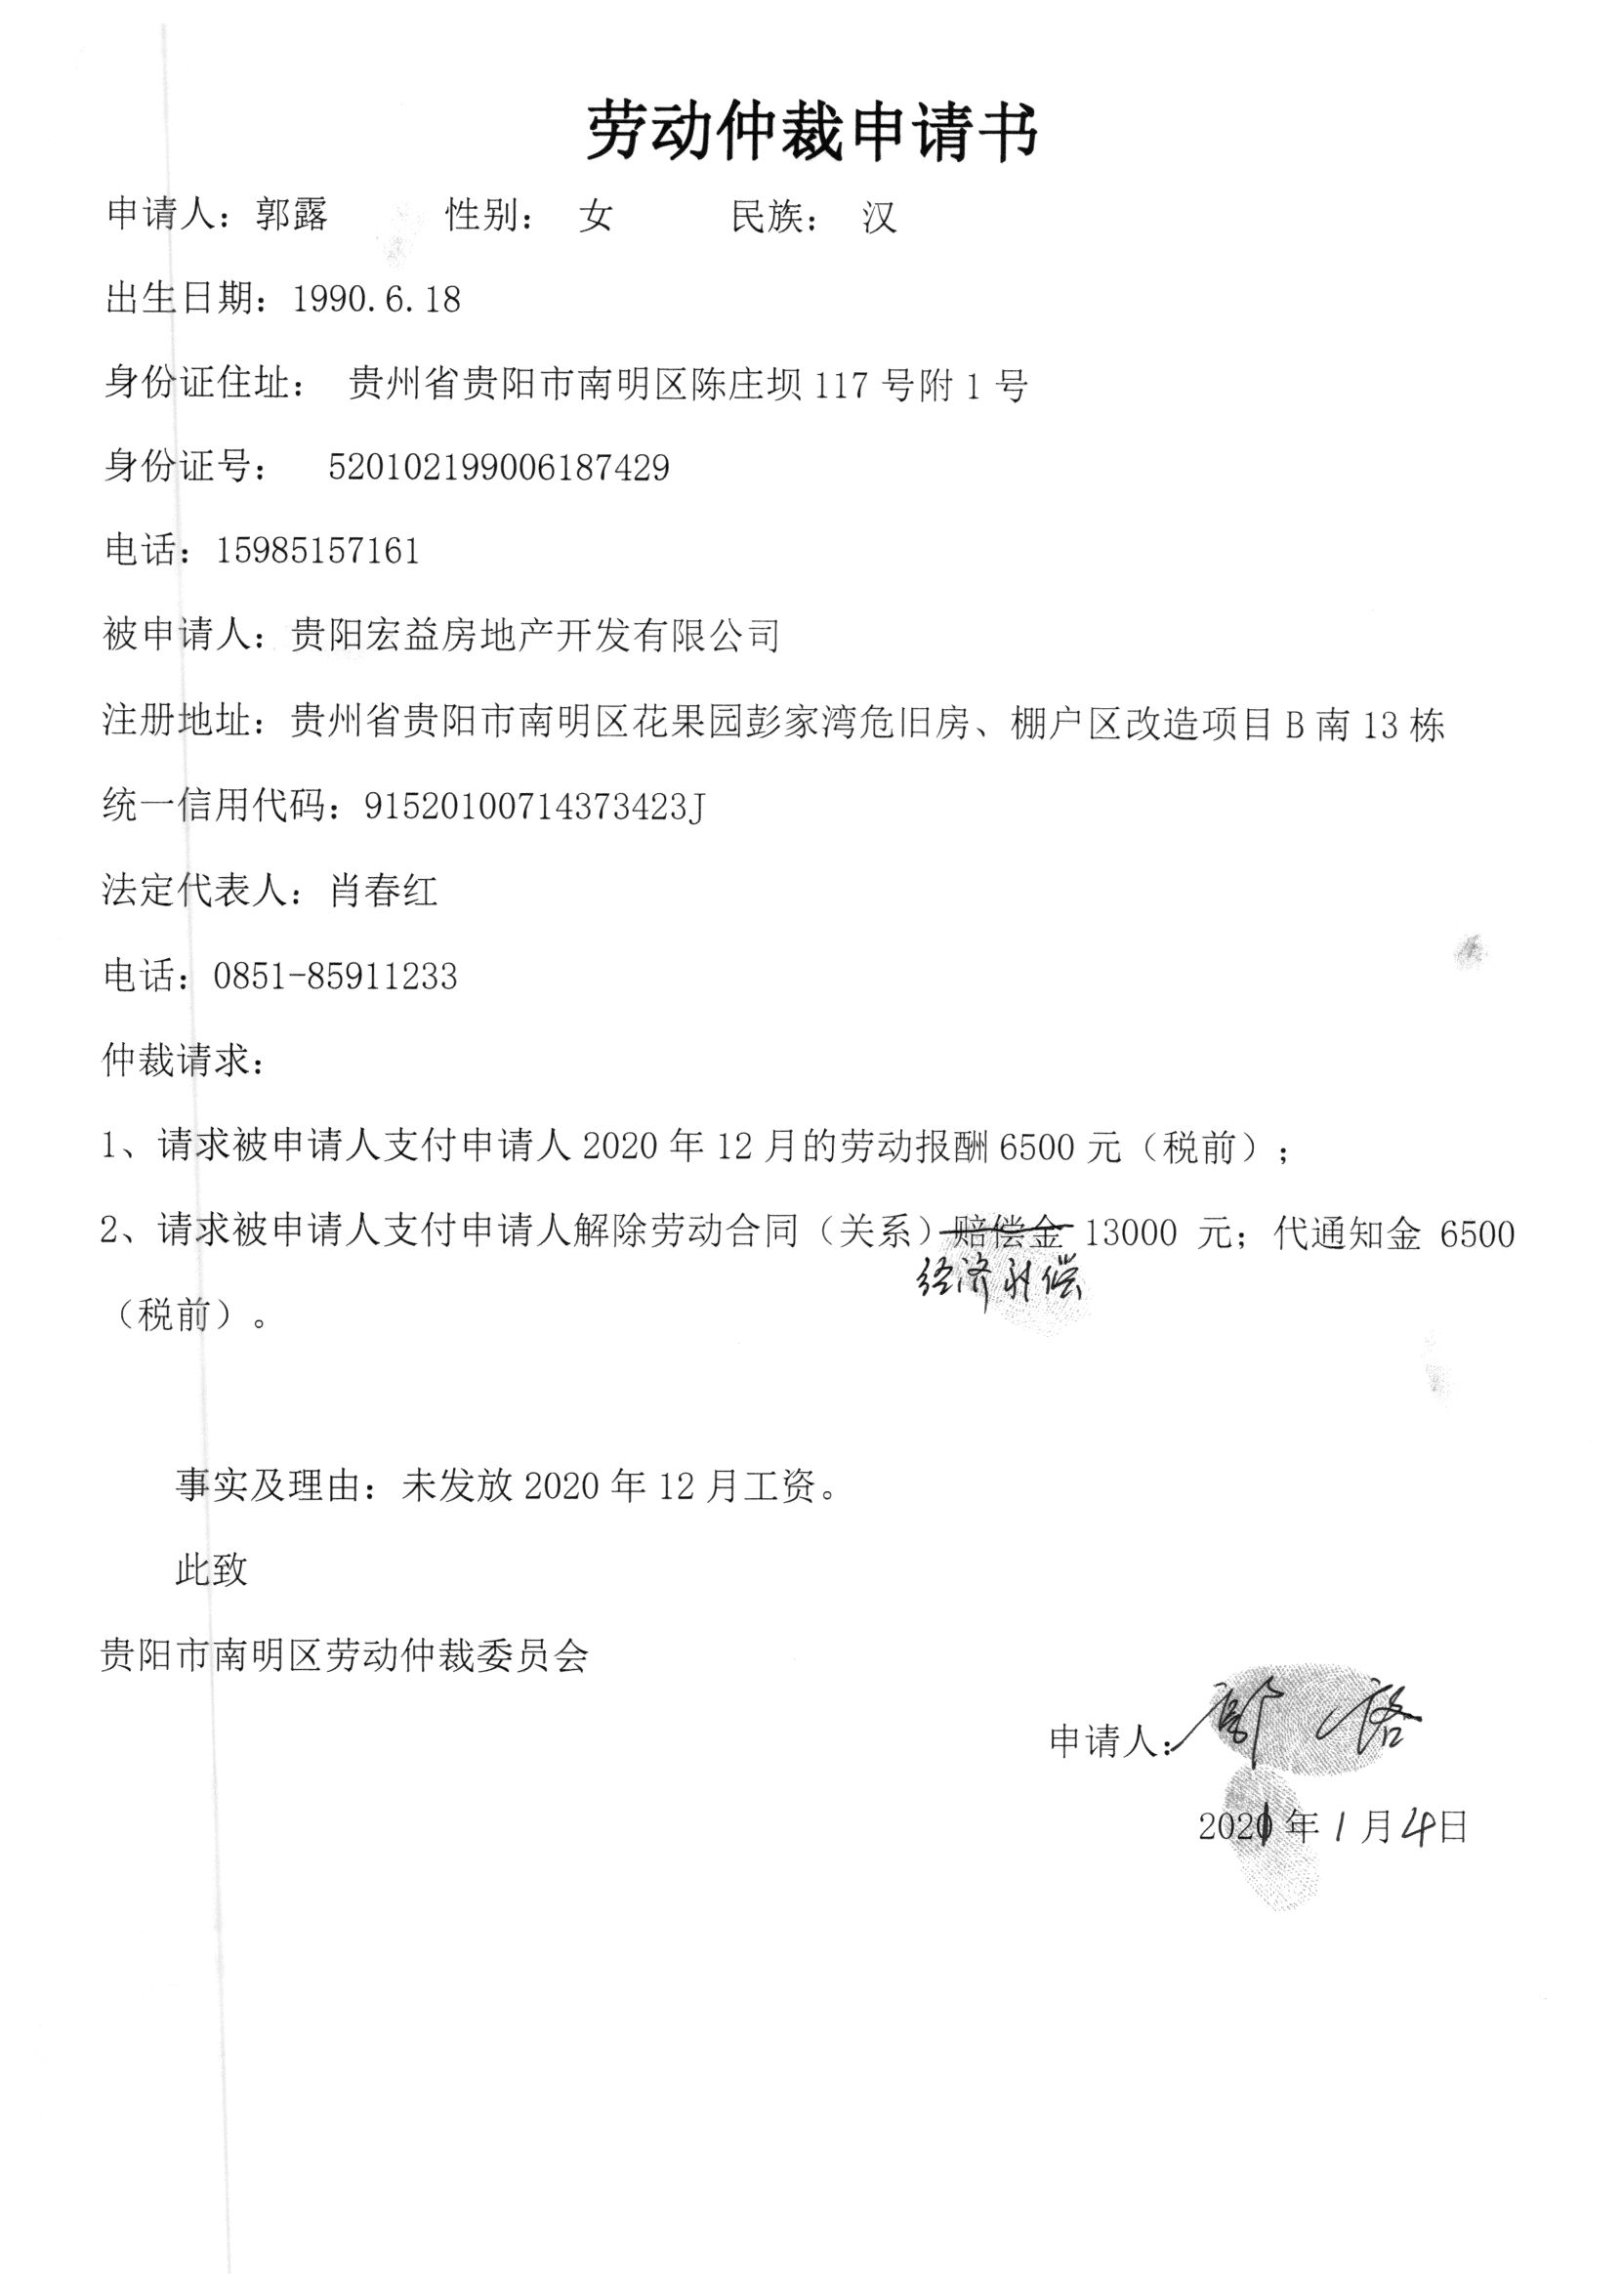 劳动仲裁申请书
申请人：郭露 性别： 女 民族： 汉
出生日期：1990.6.18
身份证住址： 贵州省贵阳市南明区陈庄坝 117 号附 1 号
身份证号： 520102199006187429
电话：15985157161
被申请人：贵阳宏益房地产开发有限公司
注册地址：贵州省贵阳市南明区花果园彭家湾危旧房、棚户区改造项目 B 南 13 栋
统一信用代码：91520100714373423J
法定代表人：肖春红
电话：0851-85911233
仲裁请求：
1、请求被申请人支付申请人 2020 年 12 月的劳动报酬 6500 元（税前）；
2、请求被申请人支付申请人解除劳动合同（关系）赔偿金 13000 元；代通知金 6500
经济补偿
（税前）。
事实及理由：未发放 2020 年 12 月工资。
此致
贵阳市南明区劳动仲裁委员会
申请人：郭露
2021 年 1 月 4 日